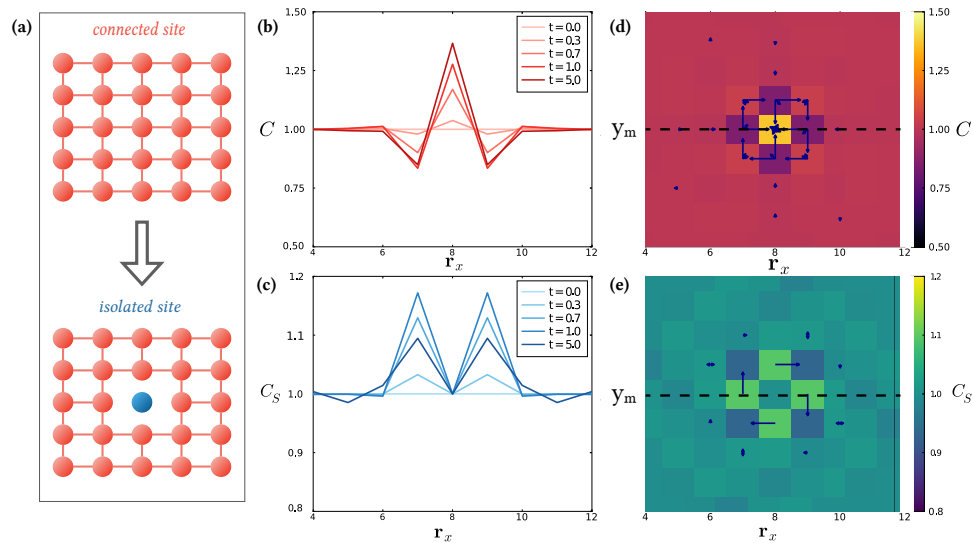 (a)
connected site
isolated site
(b)
1.50
1.25
C
1.00
0.75
0.50
4
6
8
10
12
r_x
t=0.0
t=0.3
t=0.7
t=1.0
t=5.0
(d)
y_m
4
6
8
10
12
r_x
1.50
1.25
1.00
0.75
0.50
C
(c)
1.2
1.1
C_S
1.0
0.9
0.8
4
6
8
10
12
r_x
t=0.0
t=0.3
t=0.7
t=1.0
t=5.0
(e)
y_m
4
6
8
10
12
r_x
1.2
1.1
1.0
0.9
0.8
C_S